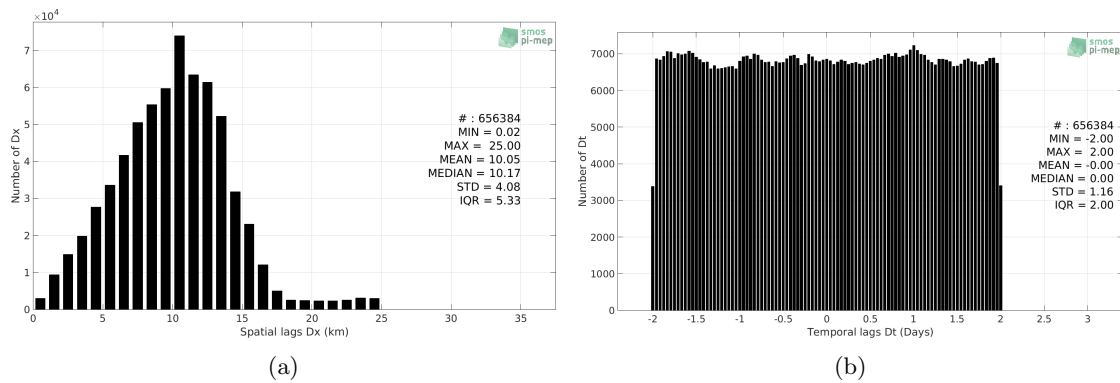 ×10⁴
7
6
5
4
3
2
1
0
Number of Dx
0 5 10 15 20 25 30 35
Spatial lags Dx (km)
smos
pi-mep
# : 656384
MIN = 0.02
MAX = 25.00
MEAN = 10.05
MEDIAN = 10.17
STD = 4.08
IQR = 5.33
(a)
7000
6000
5000
4000
3000
2000
1000
0
Number of Dt
-2 -1.5 -1 -0.5 0 0.5 1 1.5 2 2.5 3
Temporal lags Dt (Days)
smos
pi-mep
# : 656384
MIN = -2.00
MAX = 2.00
MEAN = -0.00
MEDIAN = 0.00
STD = 1.16
IQR = 2.00
(b)